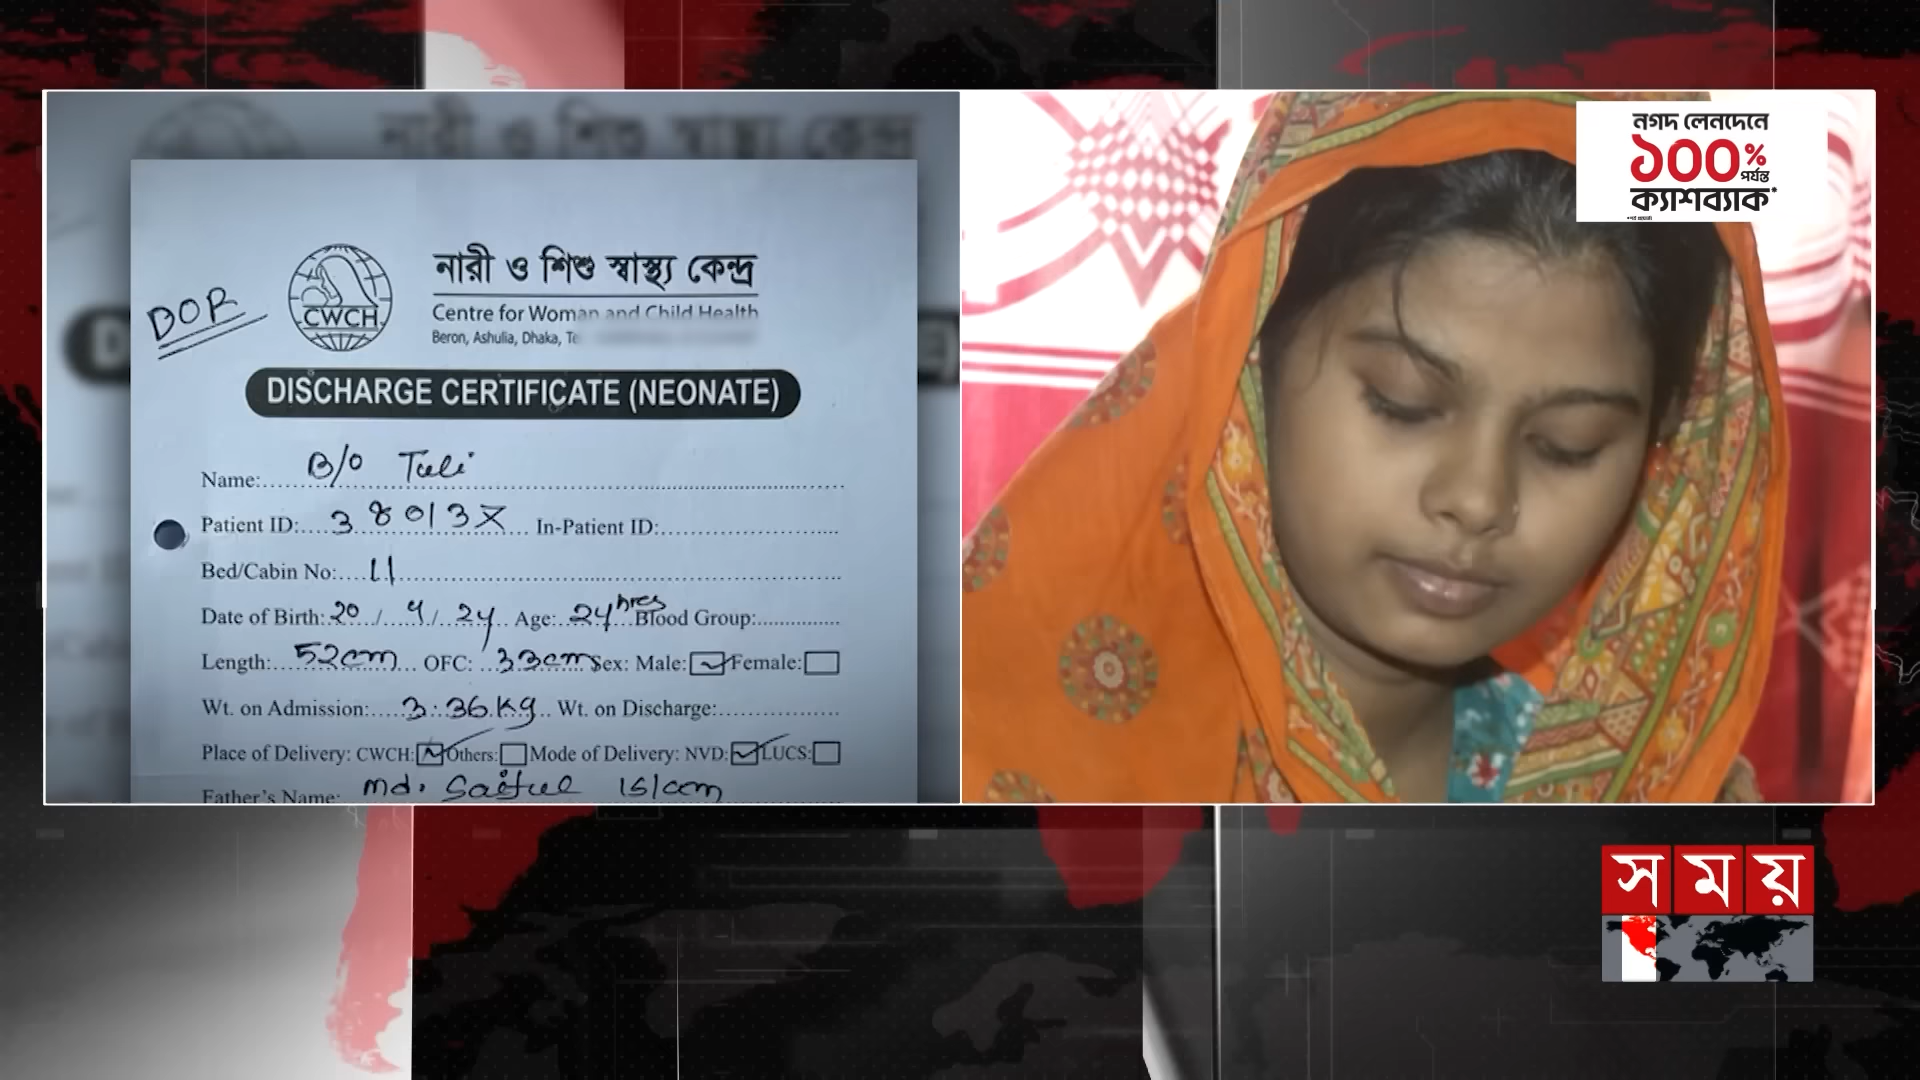 নারী ও শিশু স্বাস্থ্য কেন্দ্র
DOR
CWCH
নারী ও শিশু স্বাস্থ্য কেন্দ্র
Centre for Woman and Child Health
Beron, Ashulia, Dhaka, Te
DISCHARGE CERTIFICATE (NEONATE)
Name: B/O Tuli
Patient ID: 38013X In-Patient ID:
Bed/Cabin No: 11
Date of Birth: 20/9/24 Age: 24 hrs Blood Group:
Length: 52cm OFC: 33cm Sex: Male: Female:
Wt. on Admission: 3.36 Kg Wt. on Discharge:
Place of Delivery: CWCH: Others: Mode of Delivery: NVD: LUCS:
Father's Name: Md. Saiful Islam
নগদ লেনদেনে
১০০%
পর্যন্ত
ক্যাশব্যাক*
সময়